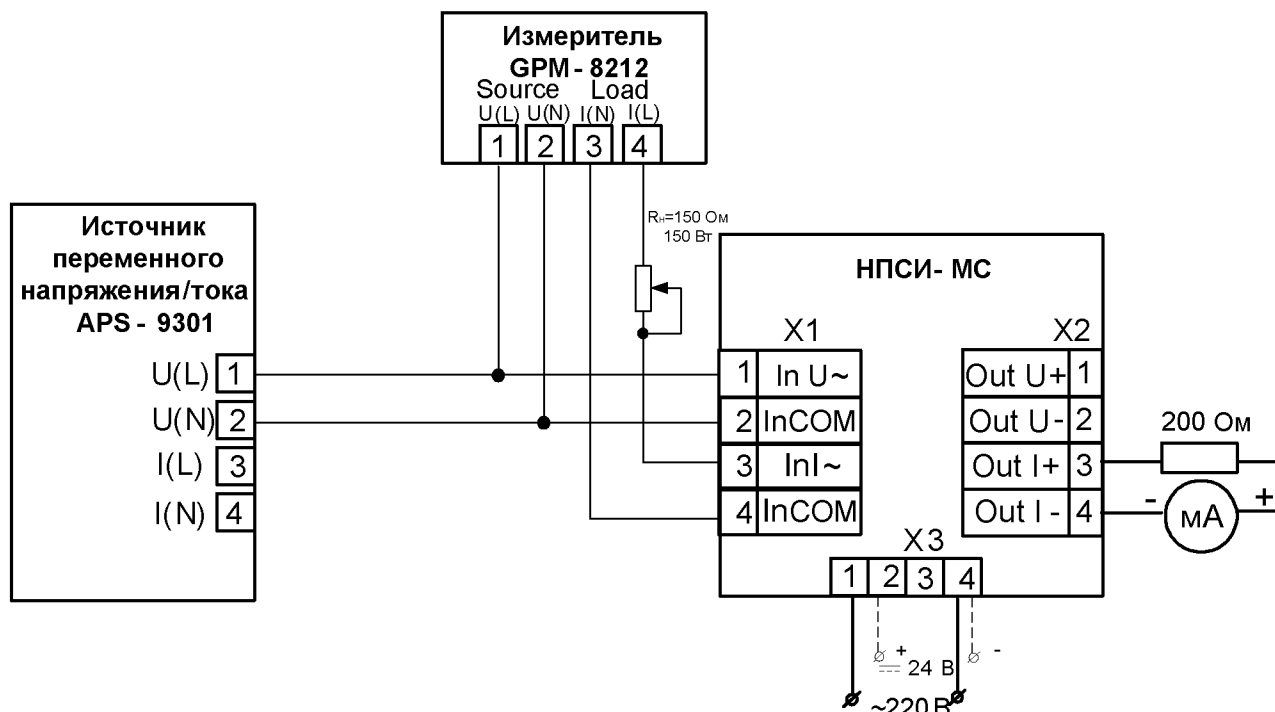 Измеритель
GPM - 8212
Source Load
U(L) U(N) I(N) I(L)
1 2 3 4
Источник
переменного
напряжения/тока
APS - 9301
U(L) 1
U(N) 2
I(L) 3
I(N) 4
Rн=150 Ом
150 Вт
НПСИ- МС
X1
1 In U~
2 InCOM
3 InI~
4 InCOM
X2
Out U+ 1
Out U- 2
Out I+ 3
Out I - 4
200 Ом
- +
мА
X3
1 2 3 4
+ -
24 В
~220 В